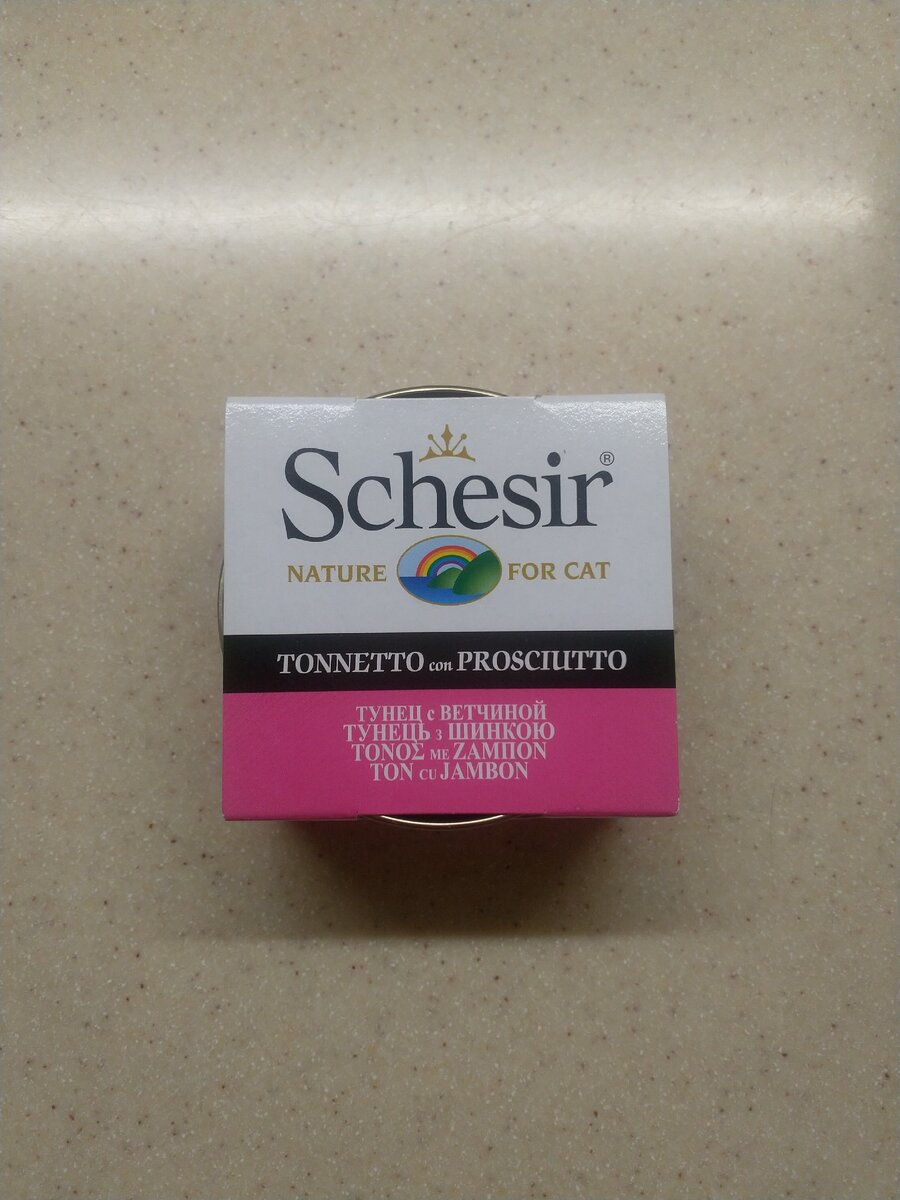 Schesir®
NATURE FOR CAT
TONNETTO con PROSCIUTTO
ТУНЕЦ с ВЕТЧИНОЙ
ТУНЕЦЬ з ШИНКОЮ
ΤΟΝΟΣ ΜΕ ΖΑΜΠΟΝ
TON CU JAMBON